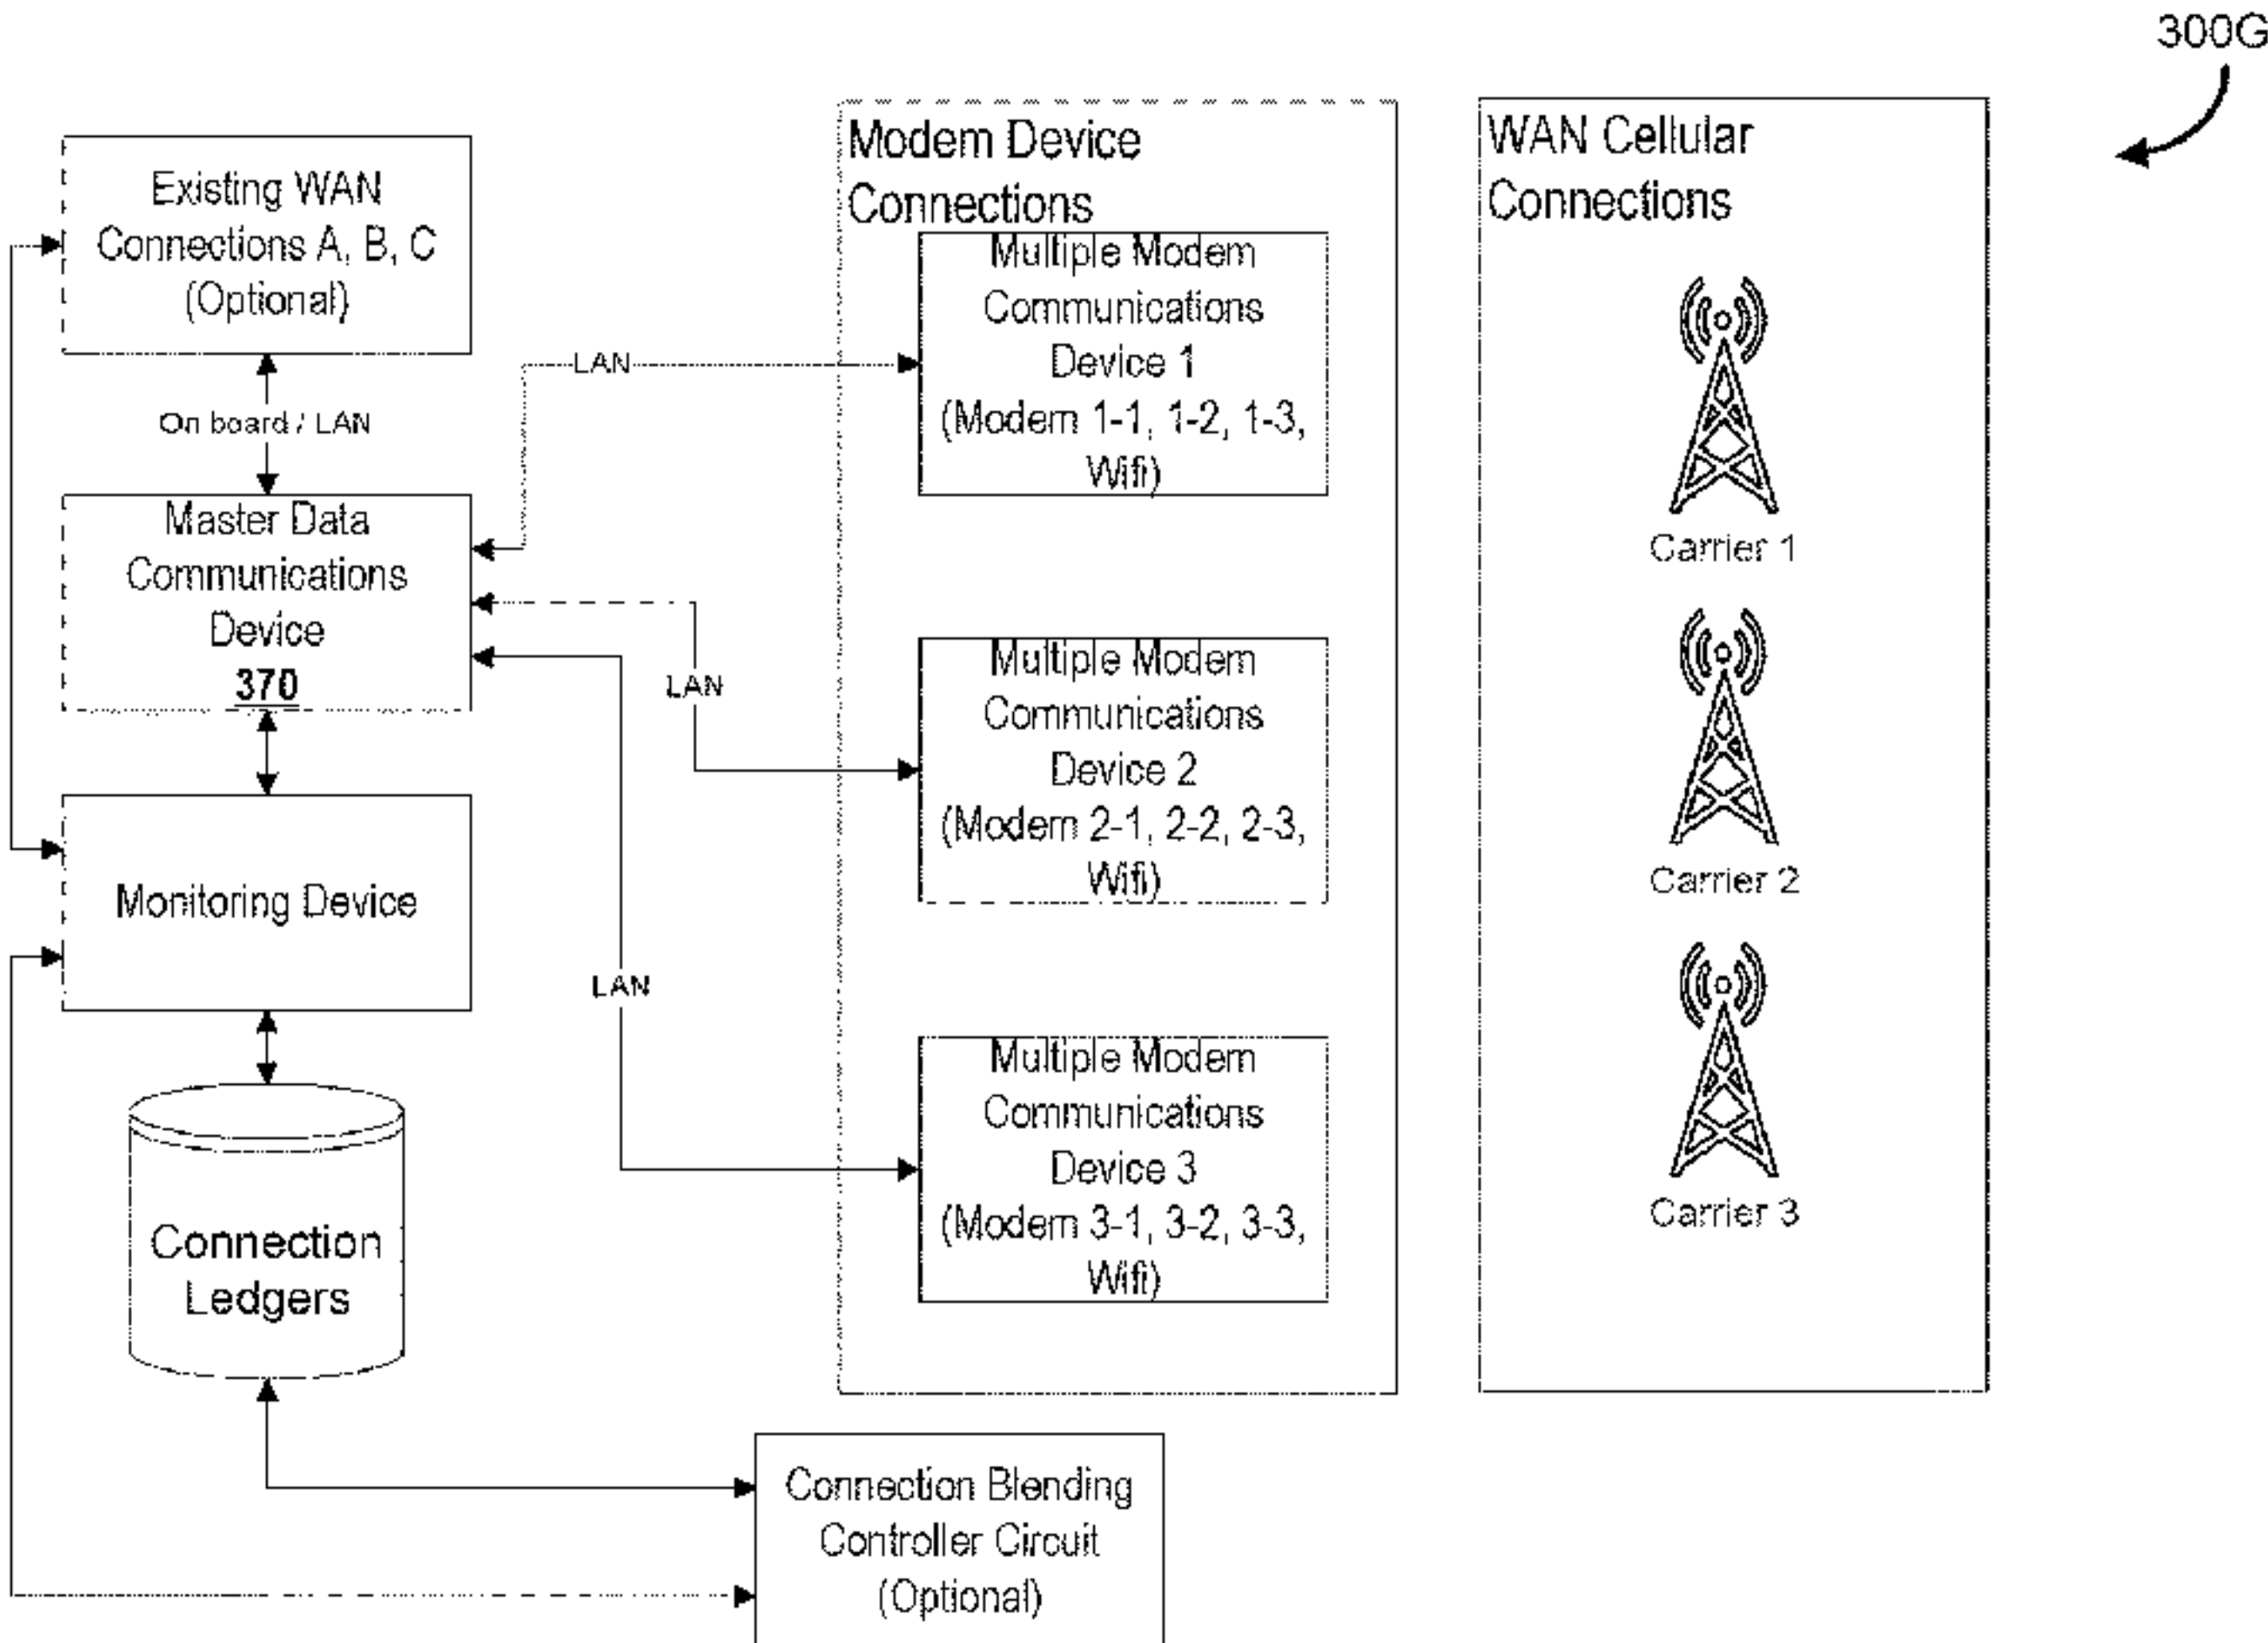 300G
Existing WAN
Connections A, B, C
(Optional)
On board / LAN
Master Data
Communications
Device
370
Monitoring Device
Connection
Ledgers
LAN
LAN
LAN
Modem Device
Connections
Multiple Modem
Communications
Device 1
(Modem 1-1, 1-2, 1-3,
Wifi)
Multiple Modem
Communications
Device 2
(Modem 2-1, 2-2, 2-3,
Wifi)
Multiple Modem
Communications
Device 3
(Modem 3-1, 3-2, 3-3,
Wifi)
WAN Cellular
Connections
Carrier 1
Carrier 2
Carrier 3
Connection Blending
Controller Circuit
(Optional)